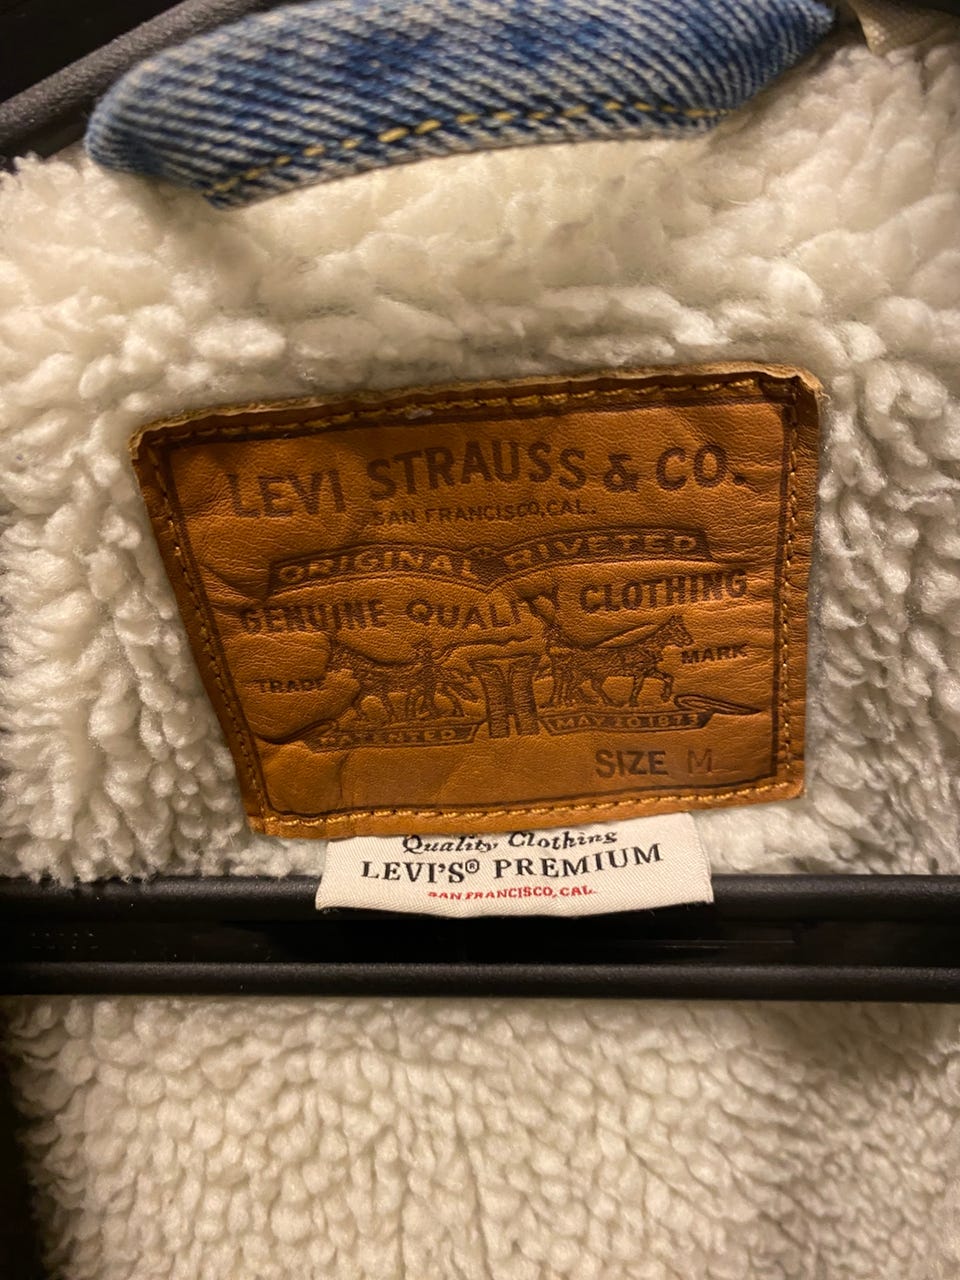 LEVI STRAUSS & CO.
SAN FRANCISCO, CAL.
ORIGINAL RIVETED
GENUINE QUALITY CLOTHING
TRADE MARK
PATENTED MAY 20 1873
SIZE M
Quality Clothing
LEVI'S® PREMIUM
SAN FRANCISCO, CAL.